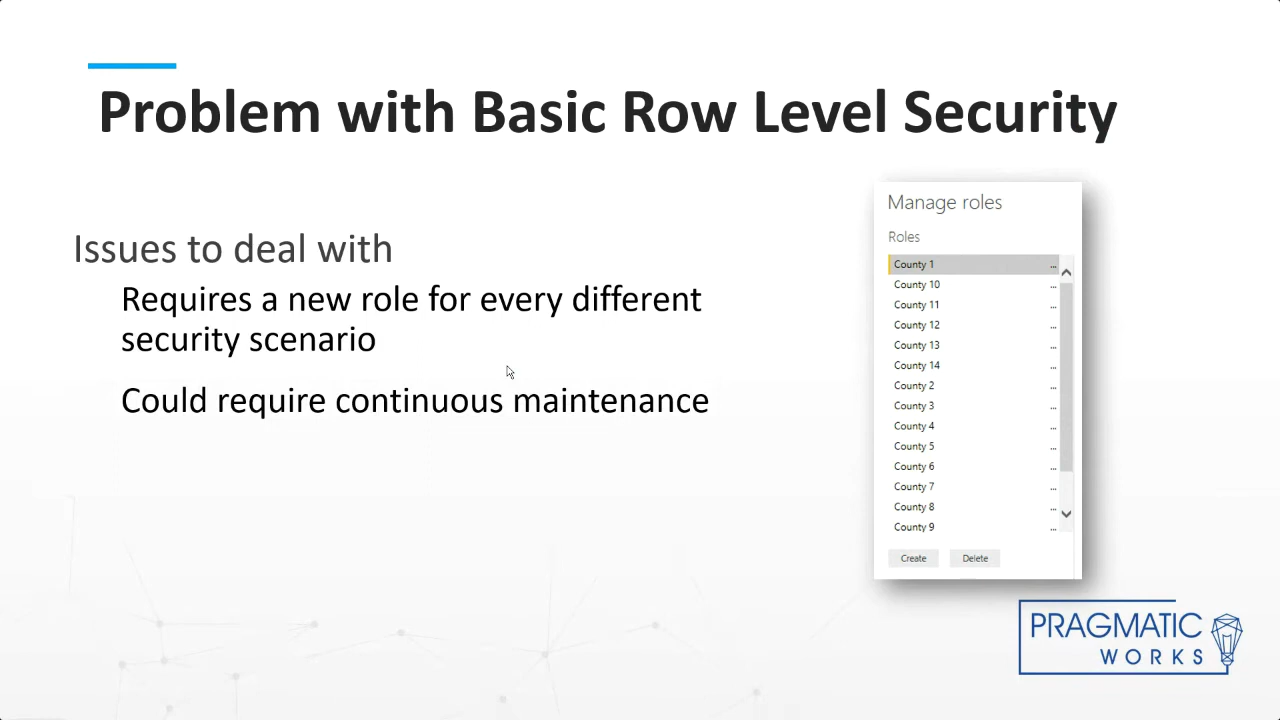 Problem with Basic Row Level Security
Issues to deal with
Requires a new role for every different
security scenario
Could require continuous maintenance
Manage roles
Roles
County 1 ...
County 10 ...
County 11 ...
County 12 ...
County 13 ...
County 14 ...
County 2 ...
County 3 ...
County 4 ...
County 5 ...
County 6 ...
County 7 ...
County 8 ...
County 9 ...
Create Delete
PRAGMATIC
WORKS